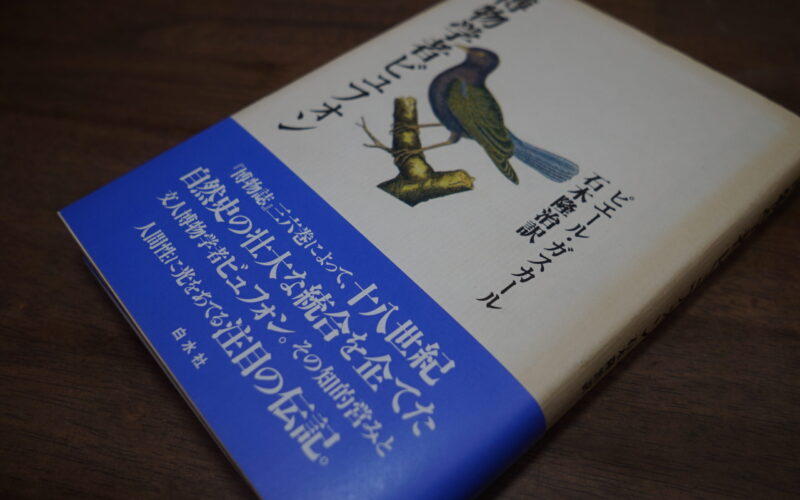 博物学者ビュフォン
ピエール・ガスカール
石木隆治訳
『博物誌』三六巻によって、十八世紀
自然史の壮大な統合を企てた
文人博物学者ビュフォン。その知的営みと
人間性に光をあてる注目の伝記。
白水社